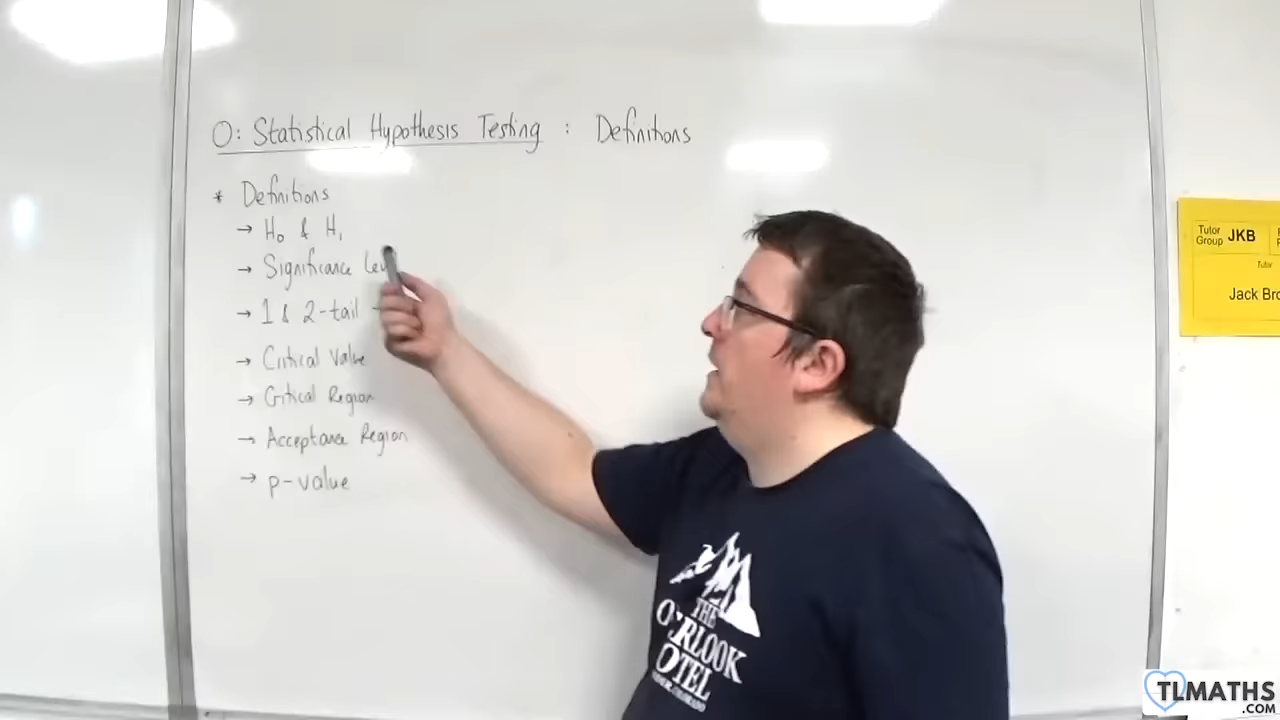 O: Statistical Hypothesis Testing : Definitions
* Definitions
→ H₀ & H₁
→ Significance Lev
→ 1 & 2-tail
→ Critical Value
→ Critical Region
→ Acceptance Region
→ p-value
Tutor Group JKB
Tutor
Jack Bro
THE
OVERLOOK
HOTEL
TLMATHS
.COM